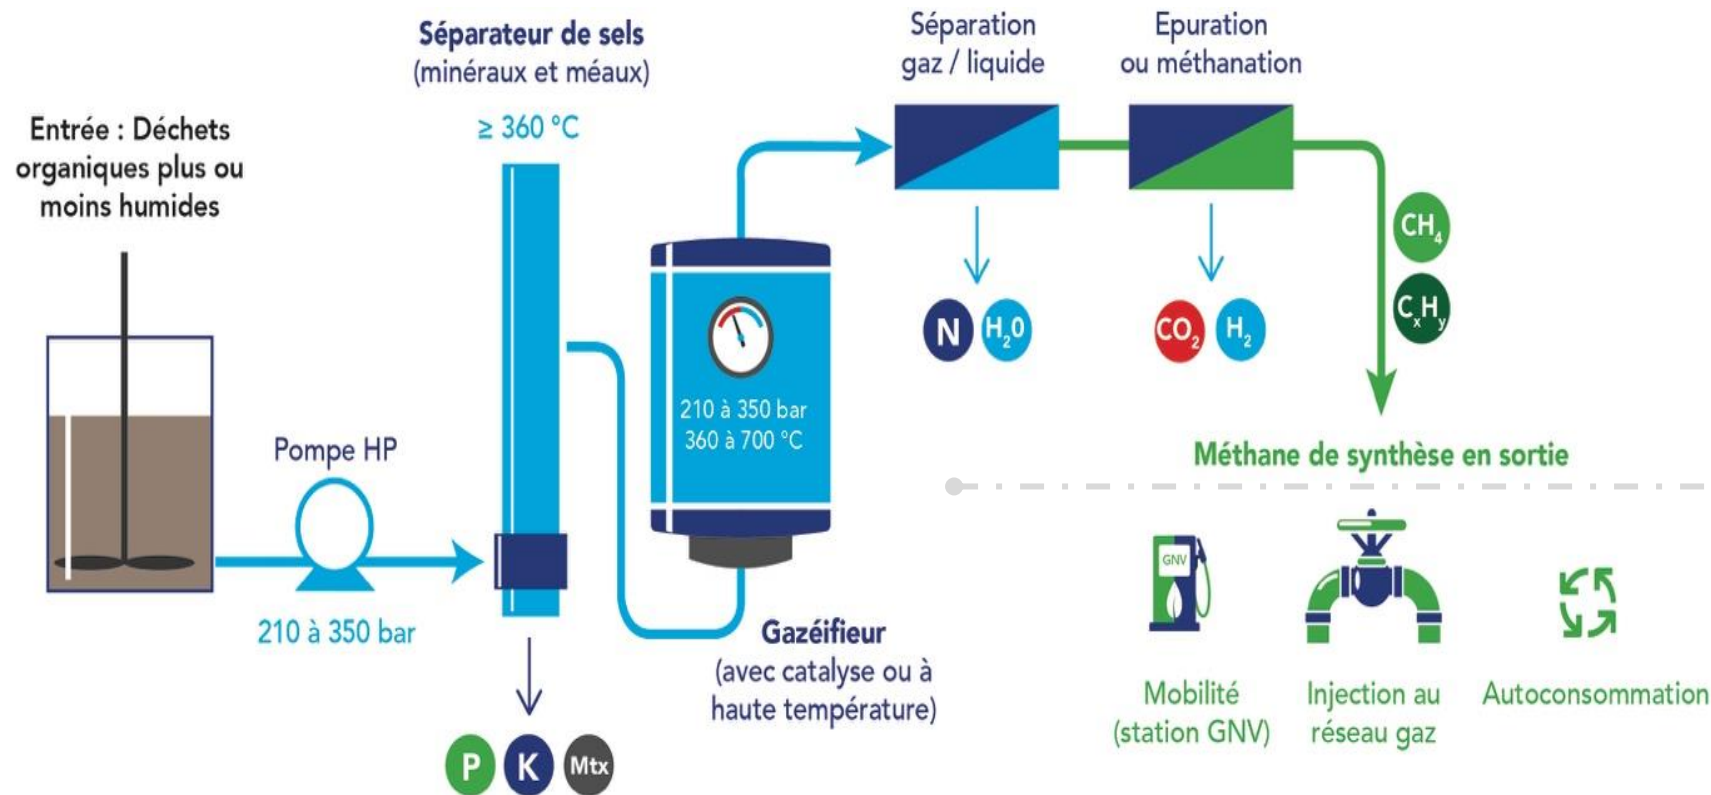 Entrée : Déchets
organiques plus ou
moins humides
Pompe HP
210 à 350 bar
Séparateur de sels
(minéraux et méaux)
≥ 360 °C
P K Mtx
210 à 350 bar
360 à 700 °C
Gazéifieur
(avec catalyse ou à
haute température)
Séparation
gaz / liquide
N H₂0
Epuration
ou méthanation
CO₂ H₂
CH₄
CₓHᵧ
Méthane de synthèse en sortie
GNV
Mobilité
(station GNV)
Injection au
réseau gaz
Autoconsommation